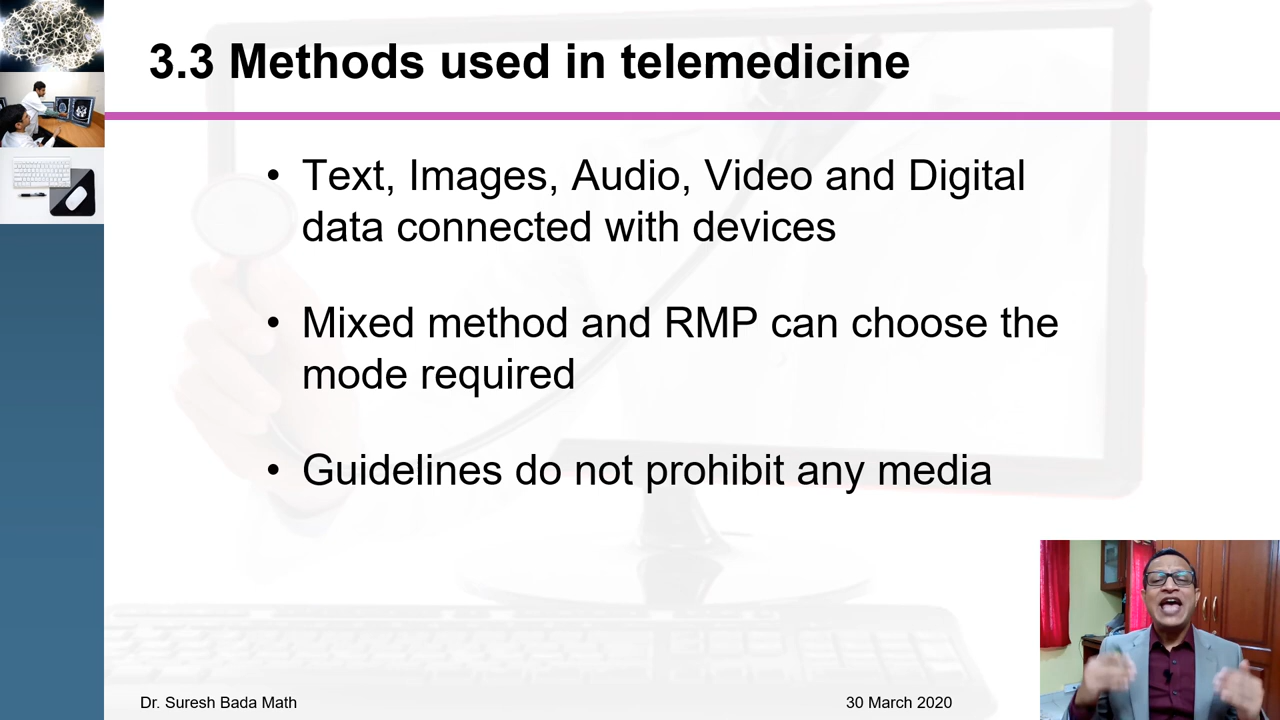 3.3 Methods used in telemedicine
• Text, Images, Audio, Video and Digital
data connected with devices
• Mixed method and RMP can choose the
mode required
• Guidelines do not prohibit any media
Dr. Suresh Bada Math
30 March 2020